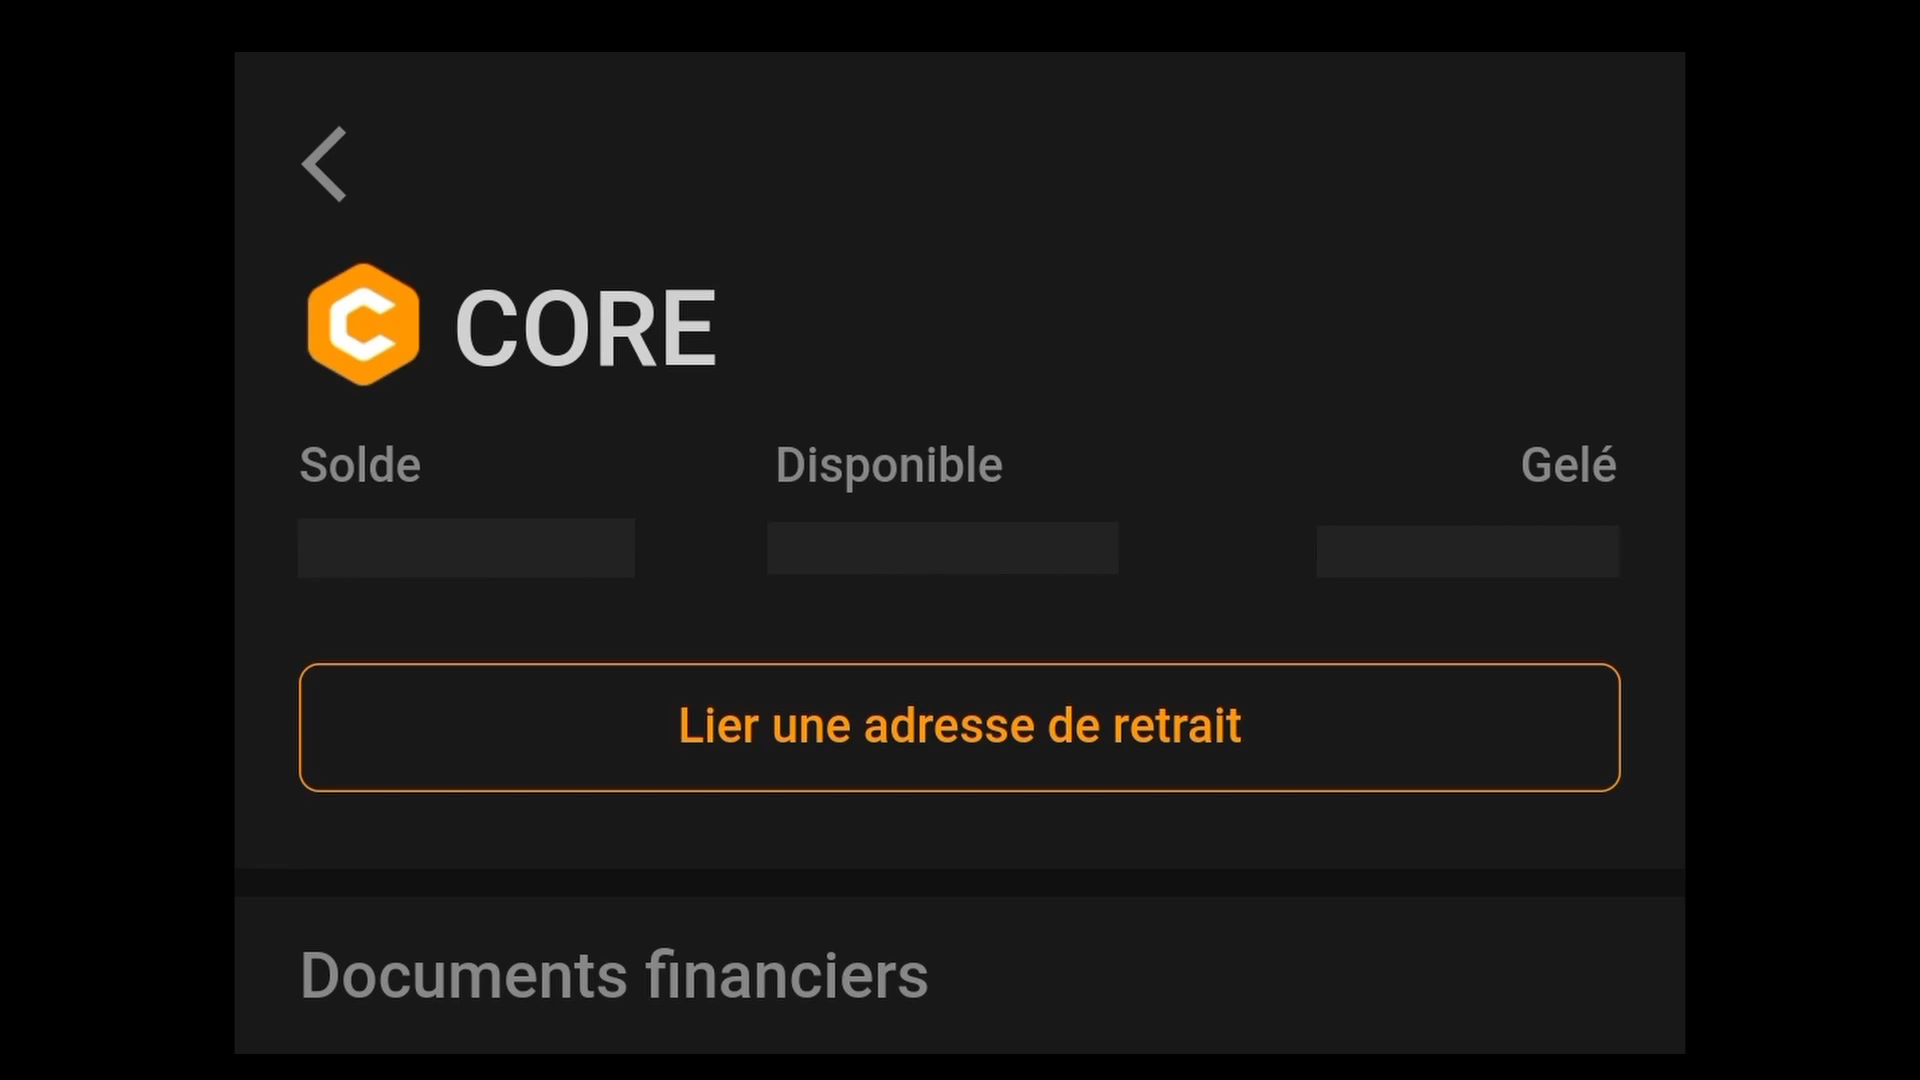 CORE
Solde Disponible Gelé
Lier une adresse de retrait
Documents financiers